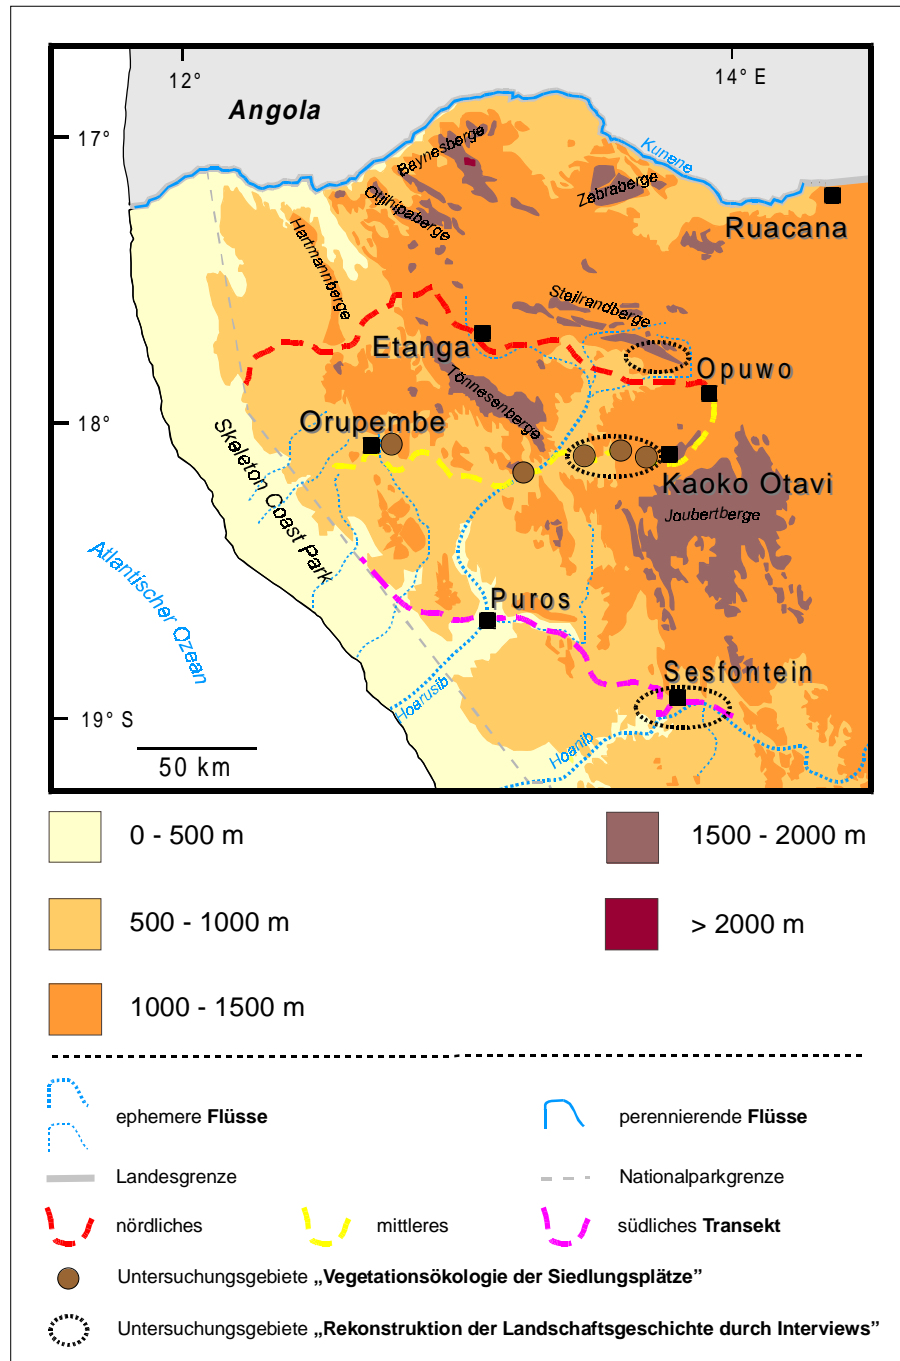 12°
14° E
Angola
17°
Kunene
Baynesberge
Zebraberge
Otjihipaberge
Ruacana
Hartmannberge
Steilrandberge
Etanga
Opuwo
Tönnesenberge
18°
Orupembe
Skeleton Coast Park
Kaoko Otavi
Joubertberge
Atlantischer Ozean
Puros
Sesfontein
Hoarusib
19° S
Hoanib
50 km
0 - 500 m
1500 - 2000 m
500 - 1000 m
> 2000 m
1000 - 1500 m
ephemere Flüsse
perennierende Flüsse
Landesgrenze
Nationalparkgrenze
nördliches
mittleres
südliches Transekt
Untersuchungsgebiete „Vegetationsökologie der Siedlungsplätze”
Untersuchungsgebiete „Rekonstruktion der Landschaftsgeschichte durch Interviews”